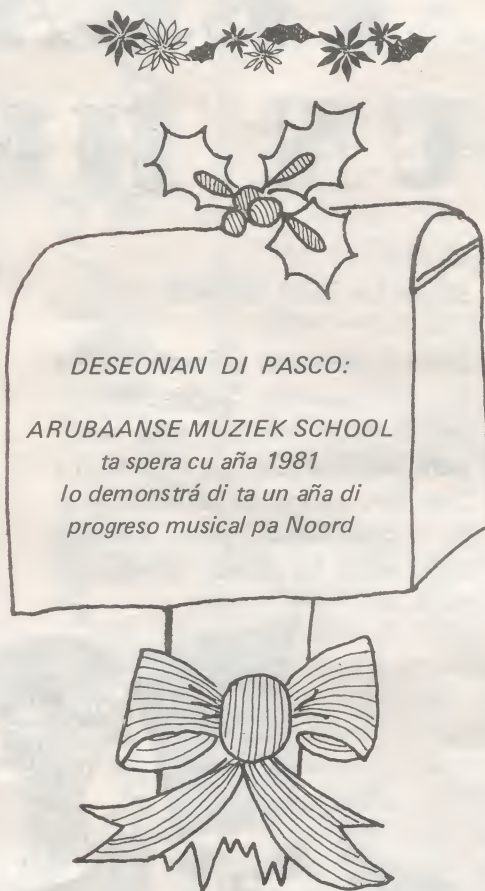 DESEONAN DI PASCO:
ARUBAANSE MUZIEK SCHOOL
ta spera cu aña 1981
lo demonstrá di ta un aña di
progreso musical pa Noord